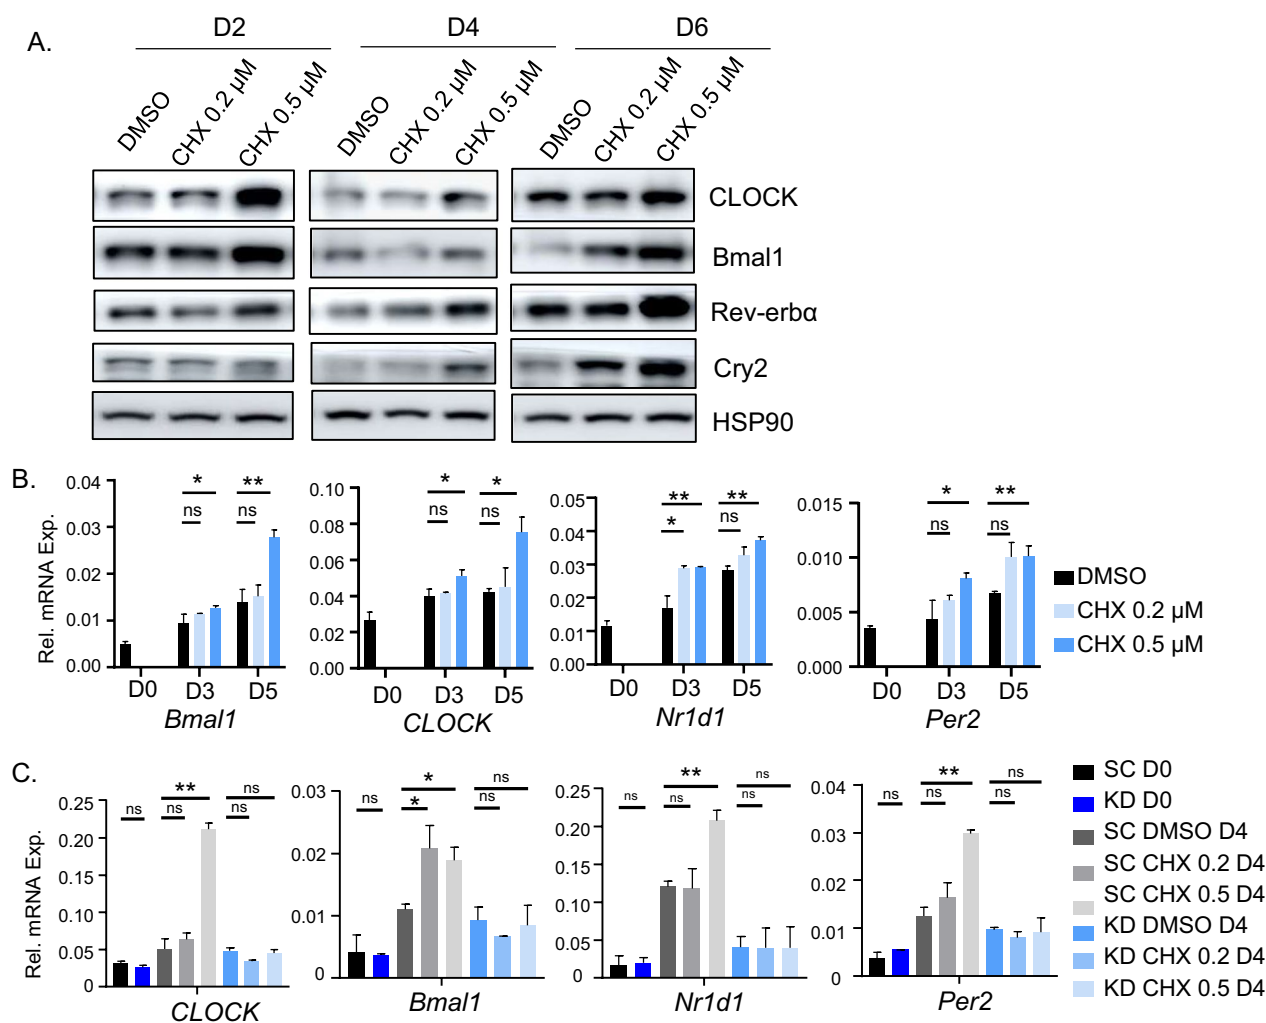 A.
D2 D4 D6
DMSO CHX 0.2 µM CHX 0.5 µM DMSO CHX 0.2 µM CHX 0.5 µM DMSO CHX 0.2 µM CHX 0.5 µM
CLOCK
Bmal1
Rev-erbα
Cry2
HSP90
B.
Rel. mRNA Exp.
0.04
0.03
0.02
0.01
0.00
* **
ns ns
D0 D3 D5
Bmal1
0.10
0.08
0.06
0.04
0.02
0.00
* *
ns ns
D0 D3 D5
CLOCK
0.05
0.04
0.03
0.02
0.01
0.00
** **
* ns
D0 D3 D5
Nr1d1
0.015
0.010
0.005
0.000
* **
ns ns
D0 D3 D5
Per2
DMSO
CHX 0.2 µM
CHX 0.5 µM
C.
Rel. mRNA Exp.
0.25
0.20
0.15
0.10
0.05
0
** ns
ns ns ns
CLOCK
0.03
0.02
0.01
0
* ns
ns * ns
Bmal1
0.25
0.20
0.15
0.10
0.05
0
** ns
ns ns ns
Nr1d1
0.04
0.03
0.02
0.01
0
** ns
ns ns ns
Per2
SC D0
KD D0
SC DMSO D4
SC CHX 0.2 D4
SC CHX 0.5 D4
KD DMSO D4
KD CHX 0.2 D4
KD CHX 0.5 D4